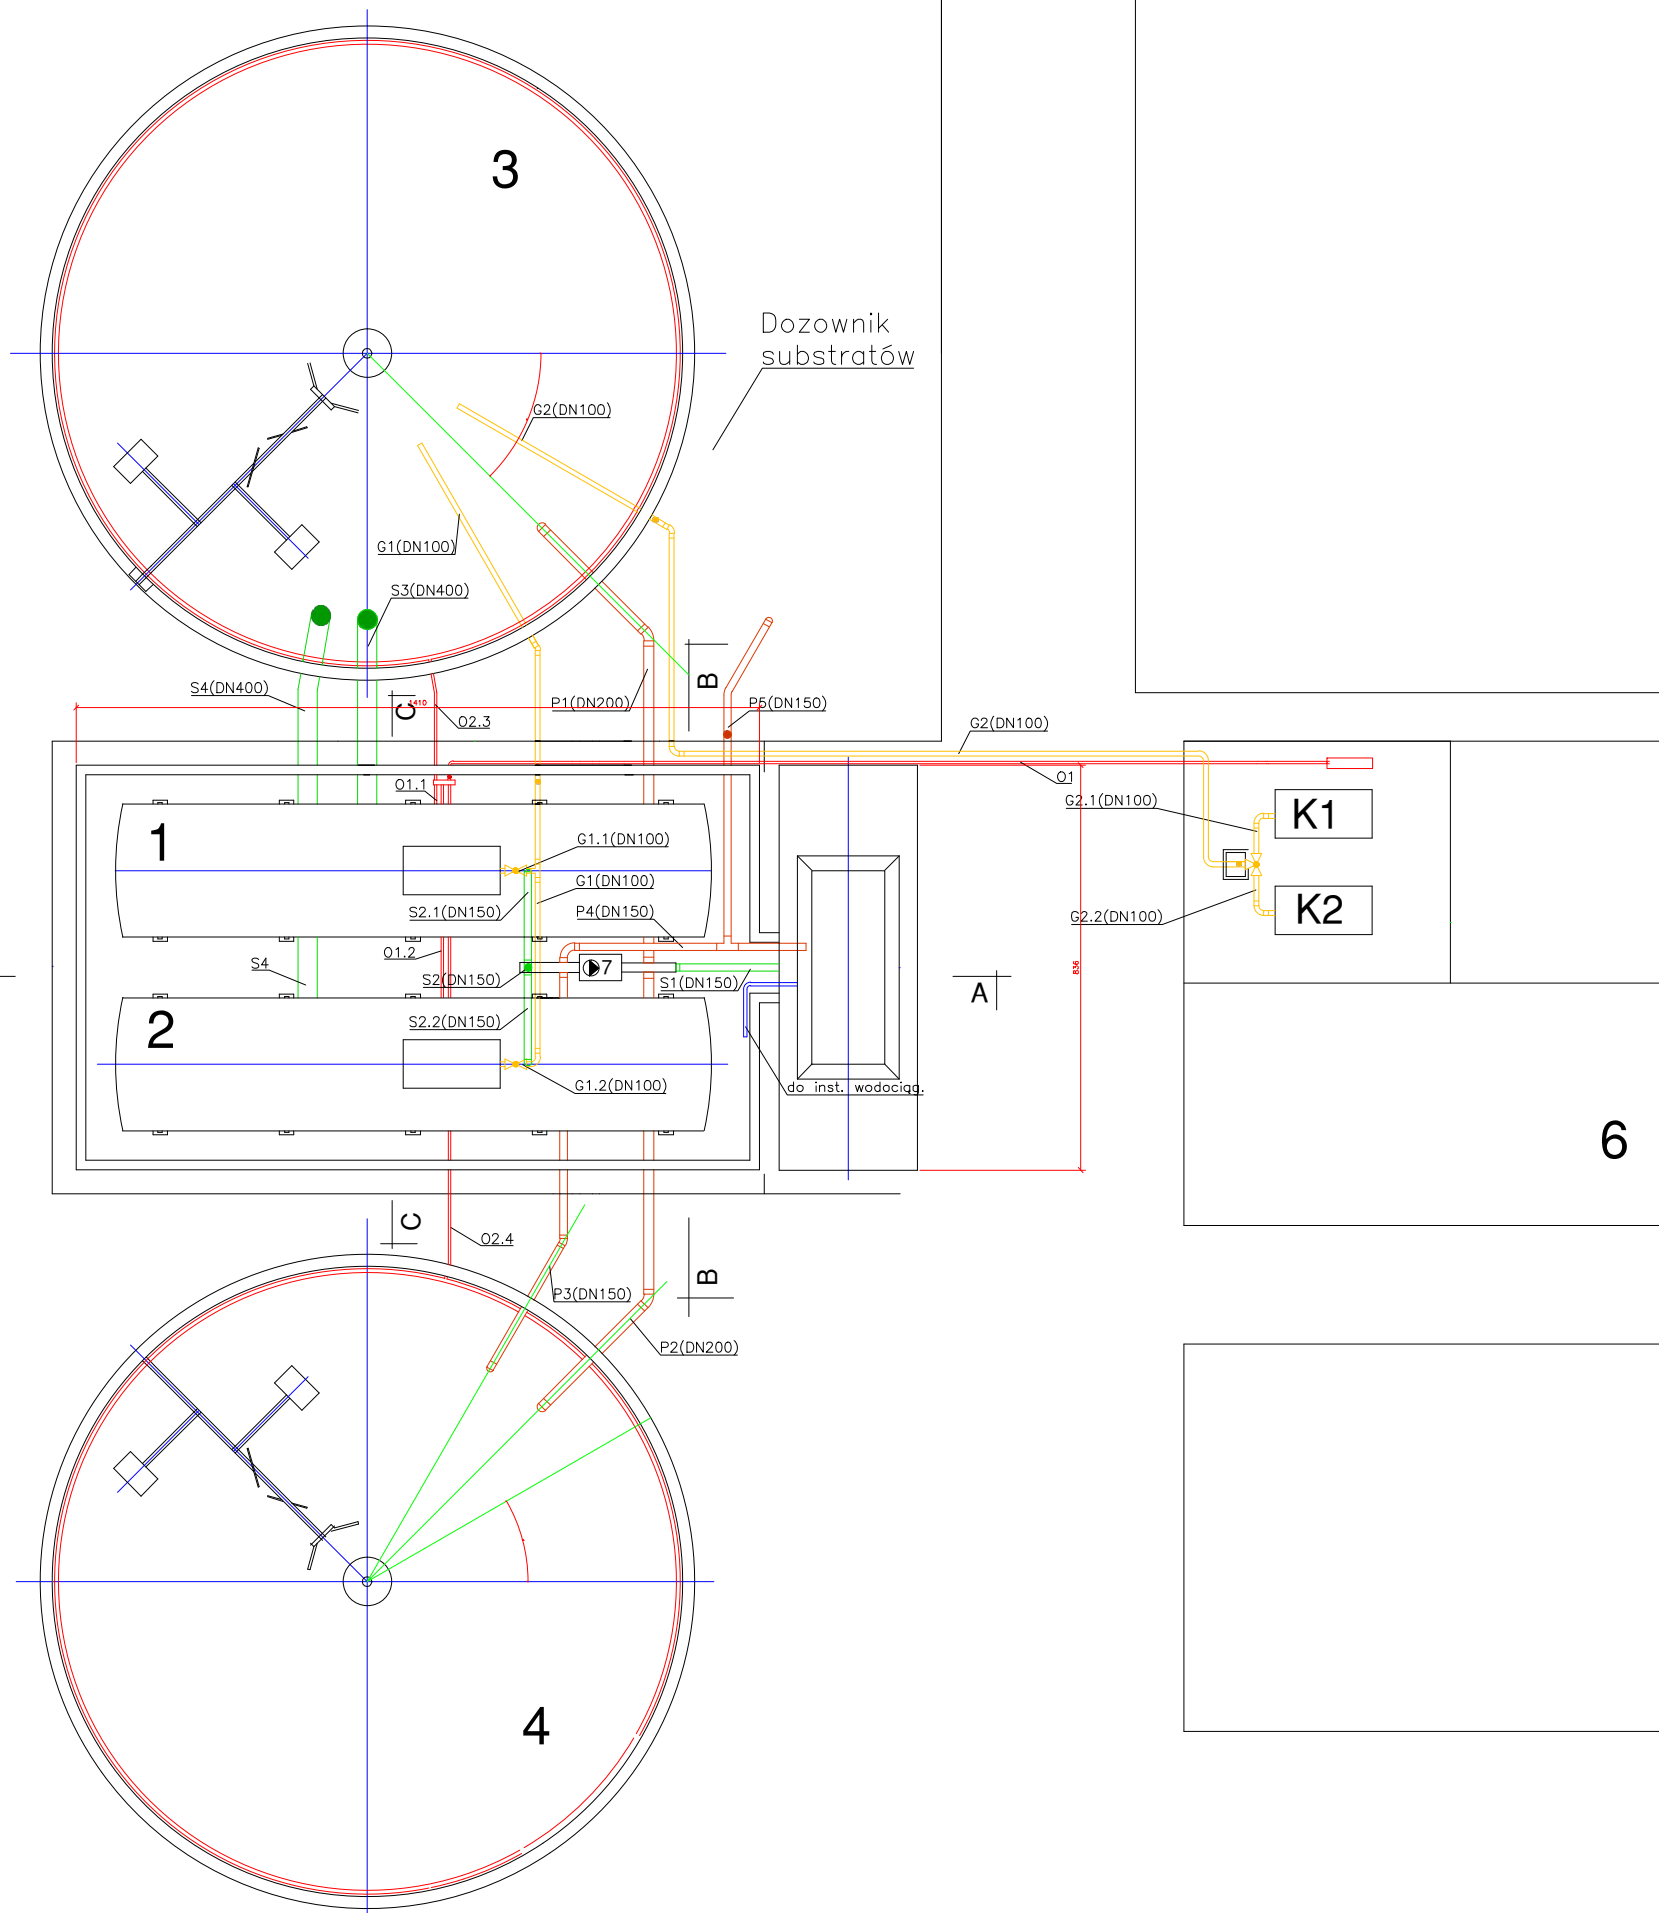 3
Dozownik
substratów
G2(DN100)
G1(DN100)
S3(DN400)
S4(DN400)
C
1410
O2.3
P1(DN200)
B
P5(DN150)
G2(DN100)
O1
O1.1
G2.1(DN100)
K1
1
G1.1(DN100)
G1(DN100)
S2.1(DN150)
P4(DN150)
K2
G2.2(DN100)
O1.2
S4
7
S2(DN150)
S1(DN150)
836
A
2
S2.2(DN150)
G1.2(DN100)
do inst. wodociąg.
6
C
O2.4
B
P3(DN150)
P2(DN200)
4